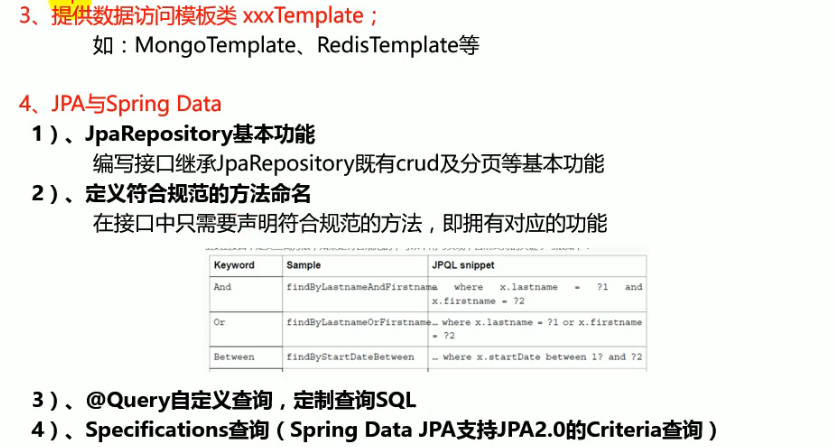 3、提供数据访问模板类 xxxTemplate；
如：MongoTemplate、RedisTemplate等
4、JPA与Spring Data
1）、JpaRepository基本功能
编写接口继承JpaRepository既有crud及分页等基本功能
2）、定义符合规范的方法命名
在接口中只需要声明符合规范的方法，即拥有对应的功能
Keyword Sample JPQL snippet
And findByLastnameAndFirstname where x.lastname = ?1 and
x.firstname = ?2
Or findByLastnameOrFirstname … where x.lastname = ?1 or x.firstname
= ?2
Between findByStartDateBetween … where x.startDate between 1? and ?2
3）、@Query自定义查询，定制查询SQL
4）、Specifications查询（Spring Data JPA支持JPA2.0的Criteria查询）